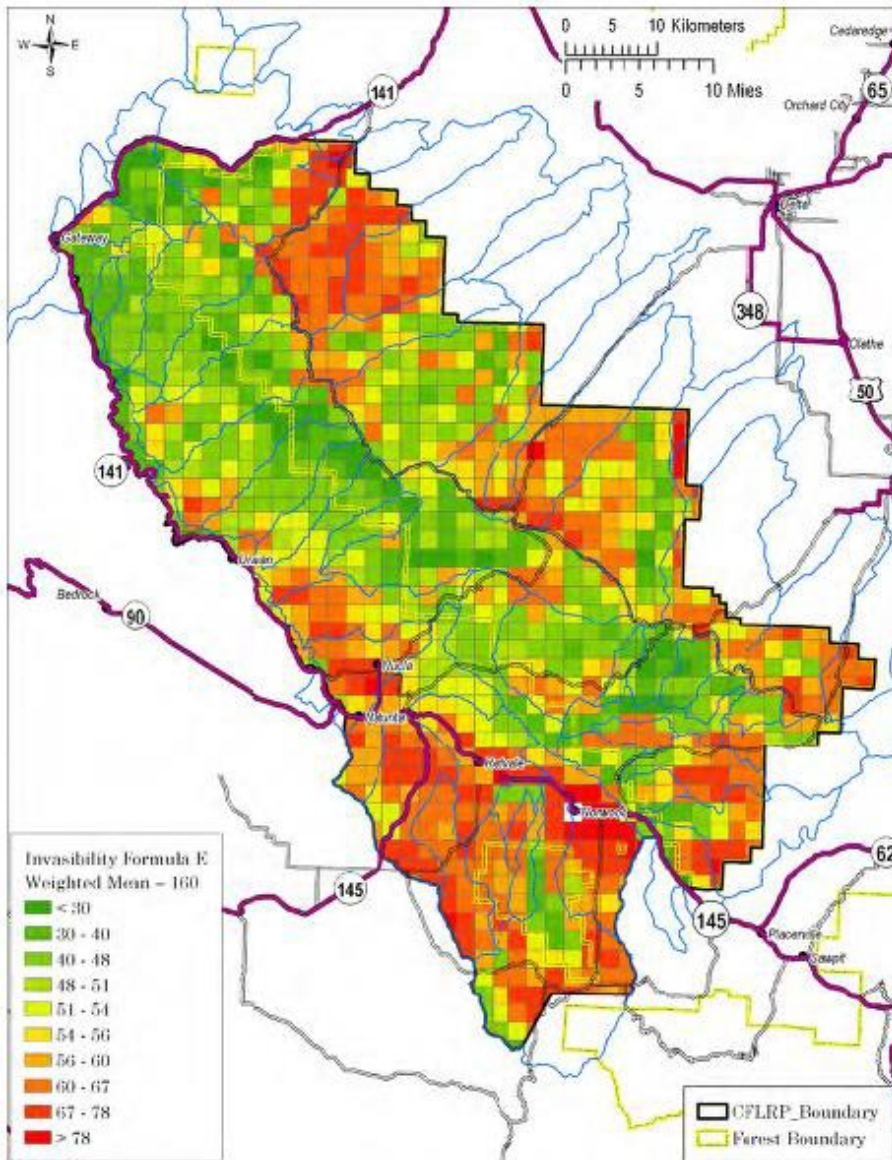 N
W E
S
0 5 10 Kilometers
0 5 10 Miles
Cedaredge
65
Orchard City
141
Delta
Gateway
348
Olathe
50
141
Uravan
Bedrock
90
Nucla
Naturita
Redvale
Norwood
62
145
145
Placerville
Sawpit
Invasibility Formula E
Weighted Mean - 160
< 30
30 - 40
40 - 48
48 - 51
51 - 54
54 - 56
56 - 60
60 - 67
67 - 78
> 78
CFLRP_Boundary
Forest Boundary